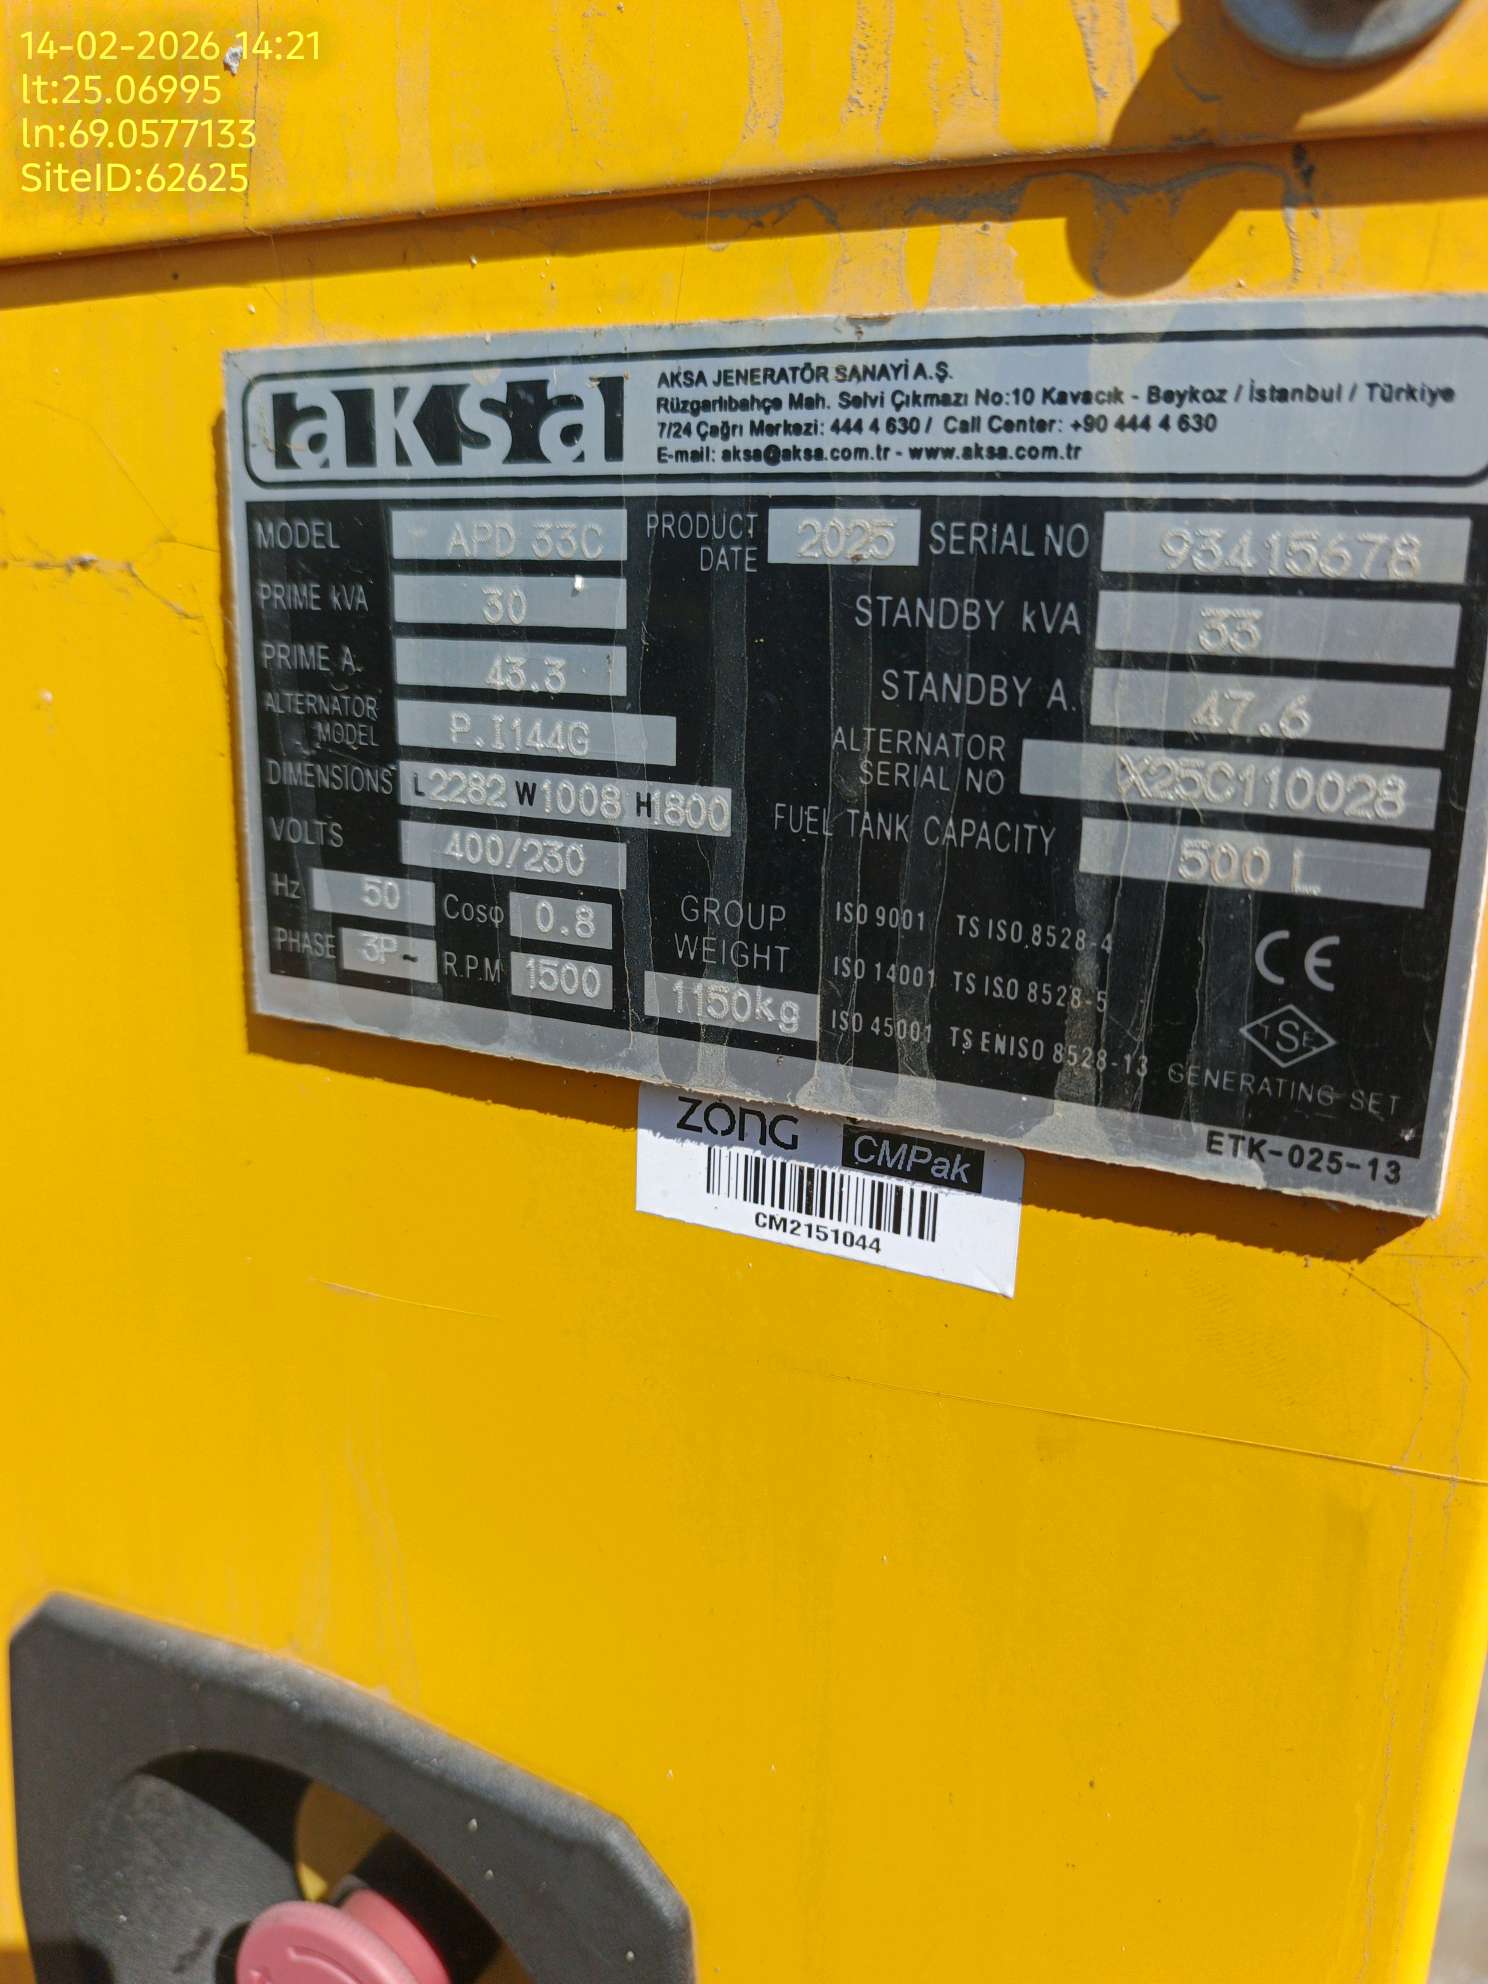 14-02-2026 14:21
lt:25.06995
ln:69.0577133
SiteID:62625
aksa
AKSA JENERATÖR SANAYİ A.Ş.
Rüzgarlıbahçe Mah. Selvi Çıkmazı No:10 Kavacık - Beykoz / İstanbul / Türkiye
7/24 Çağrı Merkezi: 444 4 630 / Call Center: +90 444 4 630
E-mail: aksa@aksa.com.tr - www.aksa.com.tr
MODEL APD 33C PRODUCT DATE 2025 SERIAL NO 93415678
PRIME kVA 30 STANDBY kVA 33
PRIME A. 43.3 STANDBY A. 47.6
ALTERNATOR MODEL P.I144G ALTERNATOR SERIAL NO X25C110028
DIMENSIONS L2282 W1008 H1800 FUEL TANK CAPACITY 500 L
VOLTS 400/230
Hz 50 Cosφ 0.8 GROUP WEIGHT 1150kg
PHASE 3P~ R.P.M 1500
ISO 9001 TS ISO 8528-4
ISO 14001 TS ISO 8528-5
ISO 45001 TS EN ISO 8528-13
CE
TSE
GENERATING SET
ETK-025-13
ZONG CMPak
CM2151044